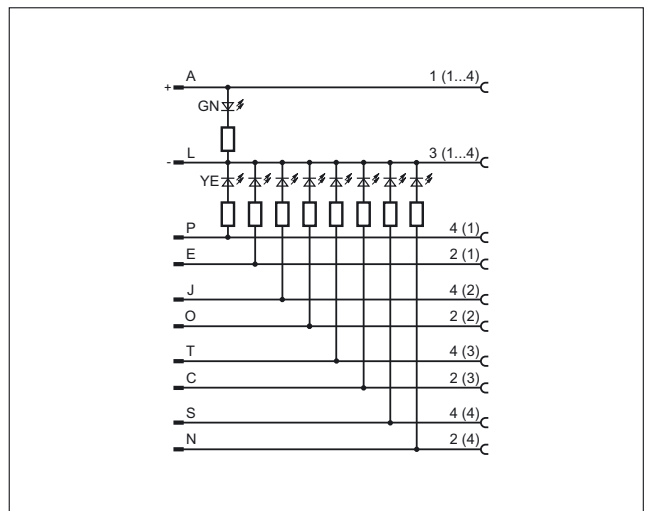 + A 1 (1...4)
GN
- L 3 (1...4)
YE
P 4 (1)
E 2 (1)
J 4 (2)
O 2 (2)
T 4 (3)
C 2 (3)
S 4 (4)
N 2 (4)